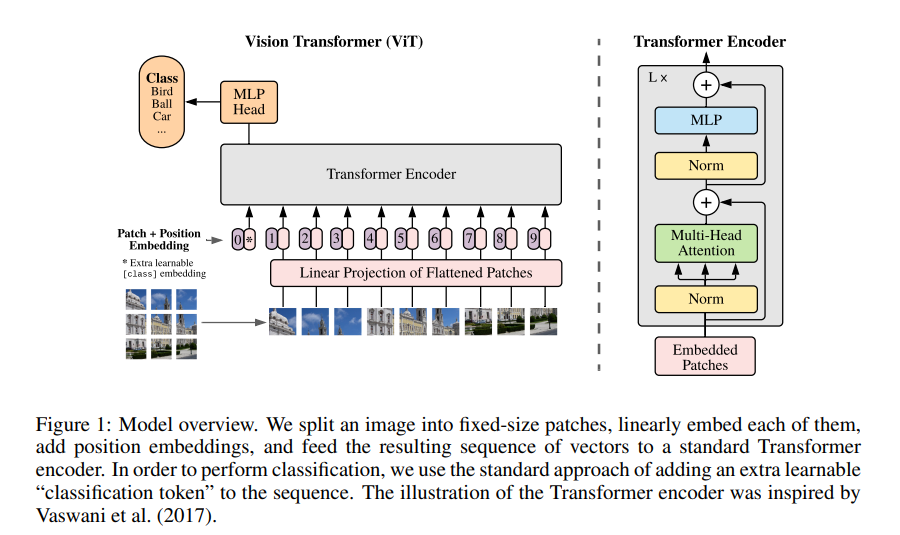 Vision Transformer (ViT)
Class
Bird
Ball
Car
...
MLP
Head
Transformer Encoder
Patch + Position
Embedding
* Extra learnable
[class] embedding
0 * 1 2 3 4 5 6 7 8 9
Linear Projection of Flattened Patches
Transformer Encoder
L ×
+
MLP
Norm
+
Multi-Head
Attention
Norm
Embedded
Patches
Figure 1: Model overview. We split an image into fixed-size patches, linearly embed each of them,
add position embeddings, and feed the resulting sequence of vectors to a standard Transformer
encoder. In order to perform classification, we use the standard approach of adding an extra learnable
“classification token” to the sequence. The illustration of the Transformer encoder was inspired by
Vaswani et al. (2017).